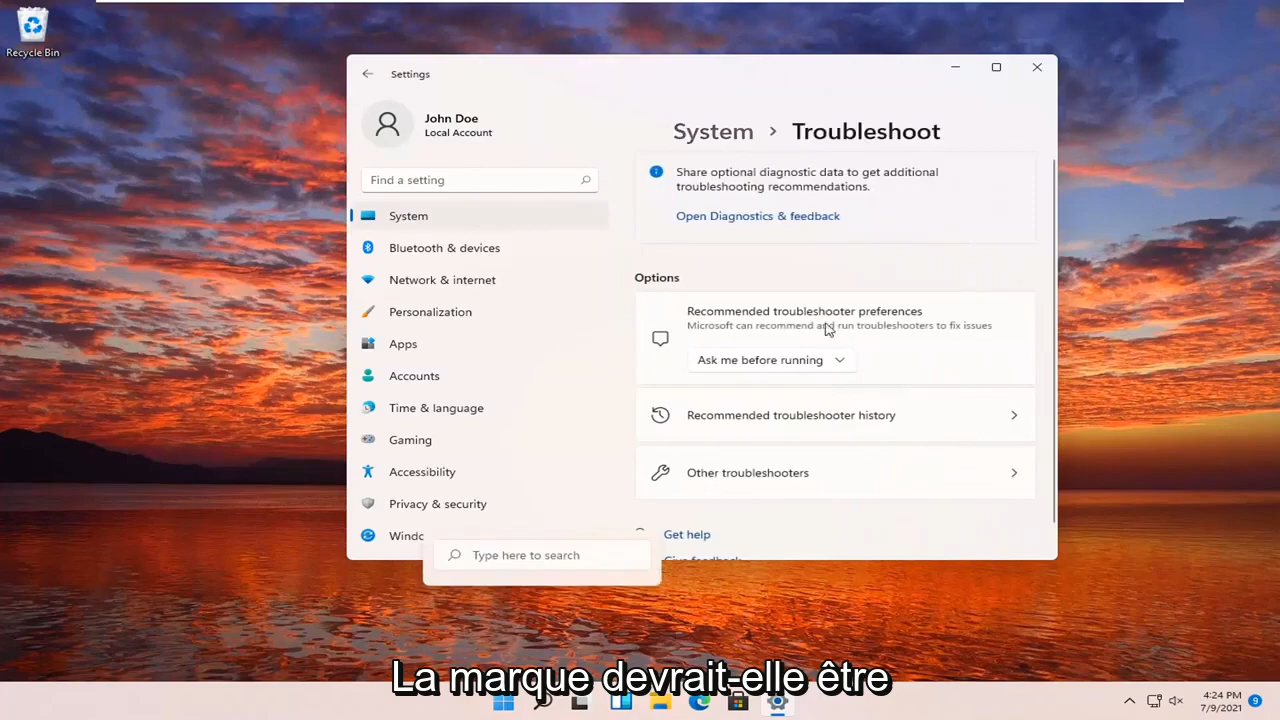 Recycle Bin
Settings
John Doe
Local Account
Find a setting
System
Bluetooth & devices
Network & internet
Personalization
Apps
Accounts
Time & language
Gaming
Accessibility
Privacy & security
System > Troubleshoot
Share optional diagnostic data to get additional
troubleshooting recommendations.
Open Diagnostics & feedback
Options
Recommended troubleshooter preferences
Microsoft can recommend and run troubleshooters to fix issues
Ask me before running
Recommended troubleshooter history
Other troubleshooters
Get help
Give feedback
Type here to search
La marque devrait-elle être
4:24 PM
7/9/2021
9